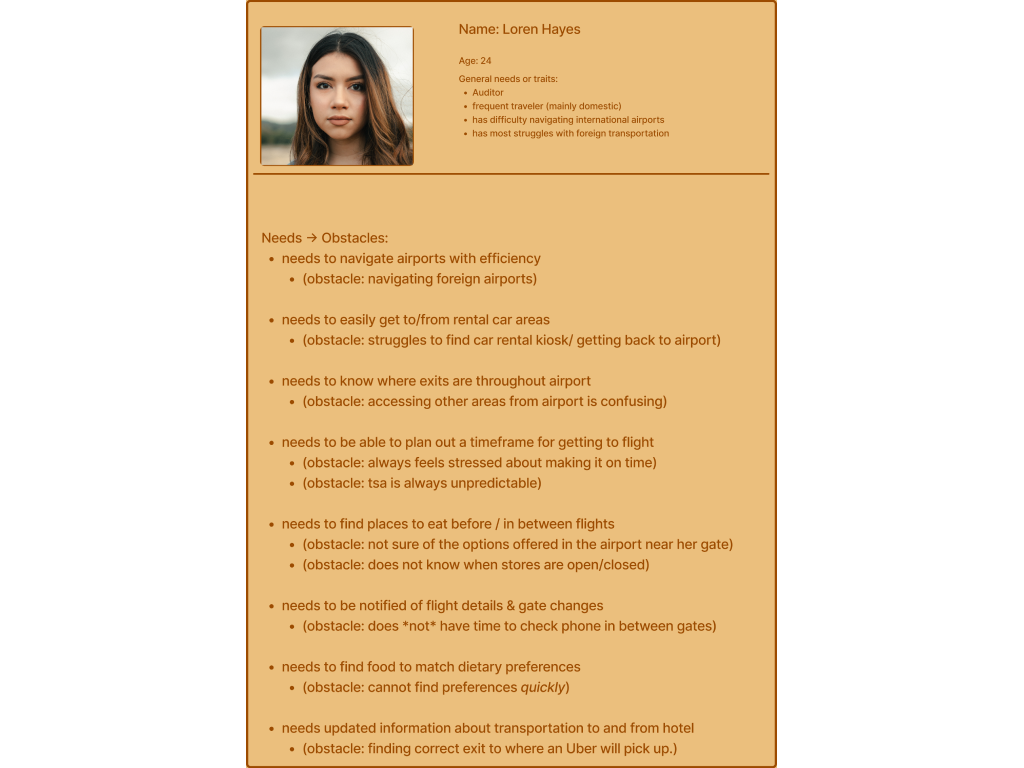 Name: Loren Hayes
Age: 24
General needs or traits:
• Auditor
• frequent traveler (mainly domestic)
• has difficulty navigating international airports
• has most struggles with foreign transportation
Needs → Obstacles:
• needs to navigate airports with efficiency
• (obstacle: navigating foreign airports)
• needs to easily get to/from rental car areas
• (obstacle: struggles to find car rental kiosk/ getting back to airport)
• needs to know where exits are throughout airport
• (obstacle: accessing other areas from airport is confusing)
• needs to be able to plan out a timeframe for getting to flight
• (obstacle: always feels stressed about making it on time)
• (obstacle: tsa is always unpredictable)
• needs to find places to eat before / in between flights
• (obstacle: not sure of the options offered in the airport near her gate)
• (obstacle: does not know when stores are open/closed)
• needs to be notified of flight details & gate changes
• (obstacle: does *not* have time to check phone in between gates)
• needs to find food to match dietary preferences
• (obstacle: cannot find preferences quickly)
• needs updated information about transportation to and from hotel
• (obstacle: finding correct exit to where an Uber will pick up.)